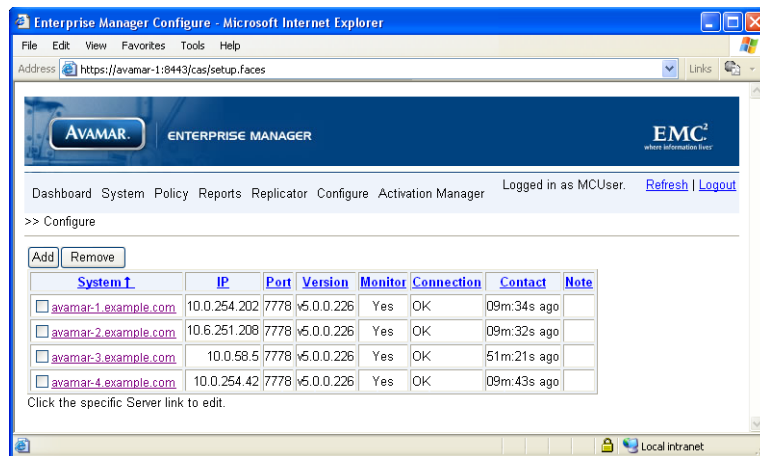 Enterprise Manager Configure - Microsoft Internet Explorer
File Edit View Favorites Tools Help
Address https://avamar-1:8443/cas/setup.faces Links
AVAMAR. ENTERPRISE MANAGER EMC²
where information lives®
Dashboard System Policy Reports Replicator Configure Activation Manager Logged in as MCUser. Refresh | Logout
>> Configure
Add Remove
System↑ IP Port Version Monitor Connection Contact Note
avamar-1.example.com 10.0.254.202 7778 v5.0.0.226 Yes OK 09m:34s ago
avamar-2.example.com 10.6.251.208 7778 v5.0.0.226 Yes OK 09m:32s ago
avamar-3.example.com 10.0.58.5 7778 v5.0.0.226 Yes OK 51m:21s ago
avamar-4.example.com 10.0.254.42 7778 v5.0.0.226 Yes OK 09m:43s ago
Click the specific Server link to edit.
Local intranet